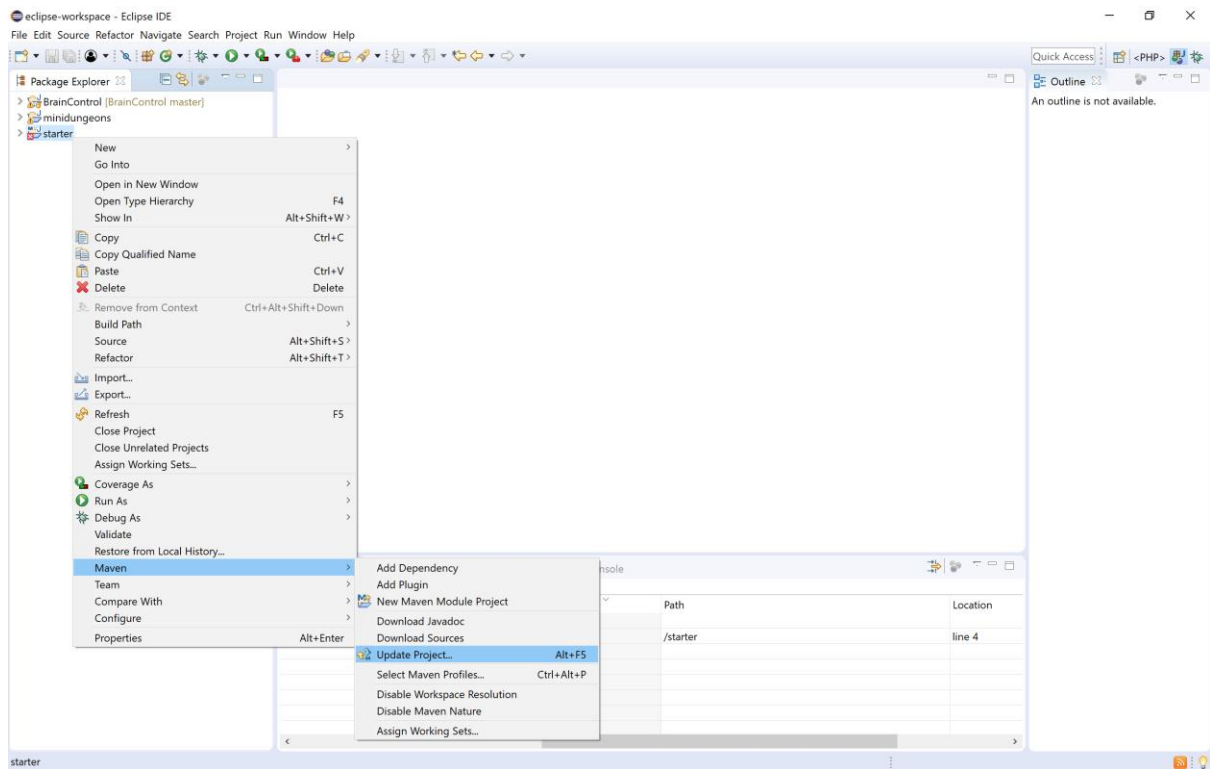 eclipse-workspace - Eclipse IDE
File Edit Source Refactor Navigate Search Project Run Window Help
Quick Access <PHP>
Package Explorer
Outline
BrainControl [BrainControl master]
An outline is not available.
minidungeons
starter
New
Go Into
Open in New Window
Open Type Hierarchy F4
Show In Alt+Shift+W
Copy Ctrl+C
Copy Qualified Name
Paste Ctrl+V
Delete Delete
Remove from Context Ctrl+Alt+Shift+Down
Build Path
Source Alt+Shift+S
Refactor Alt+Shift+T
Import...
Export...
Refresh F5
Close Project
Close Unrelated Projects
Assign Working Sets...
Coverage As
Run As
Debug As
Validate
Restore from Local History...
Maven
Team
Compare With
Configure
Properties Alt+Enter
Add Dependency
Add Plugin
New Maven Module Project
Download Javadoc
Download Sources
Update Project... Alt+F5
Select Maven Profiles... Ctrl+Alt+P
Disable Workspace Resolution
Disable Maven Nature
Assign Working Sets...
nsole
Path Location
/starter line 4
starter